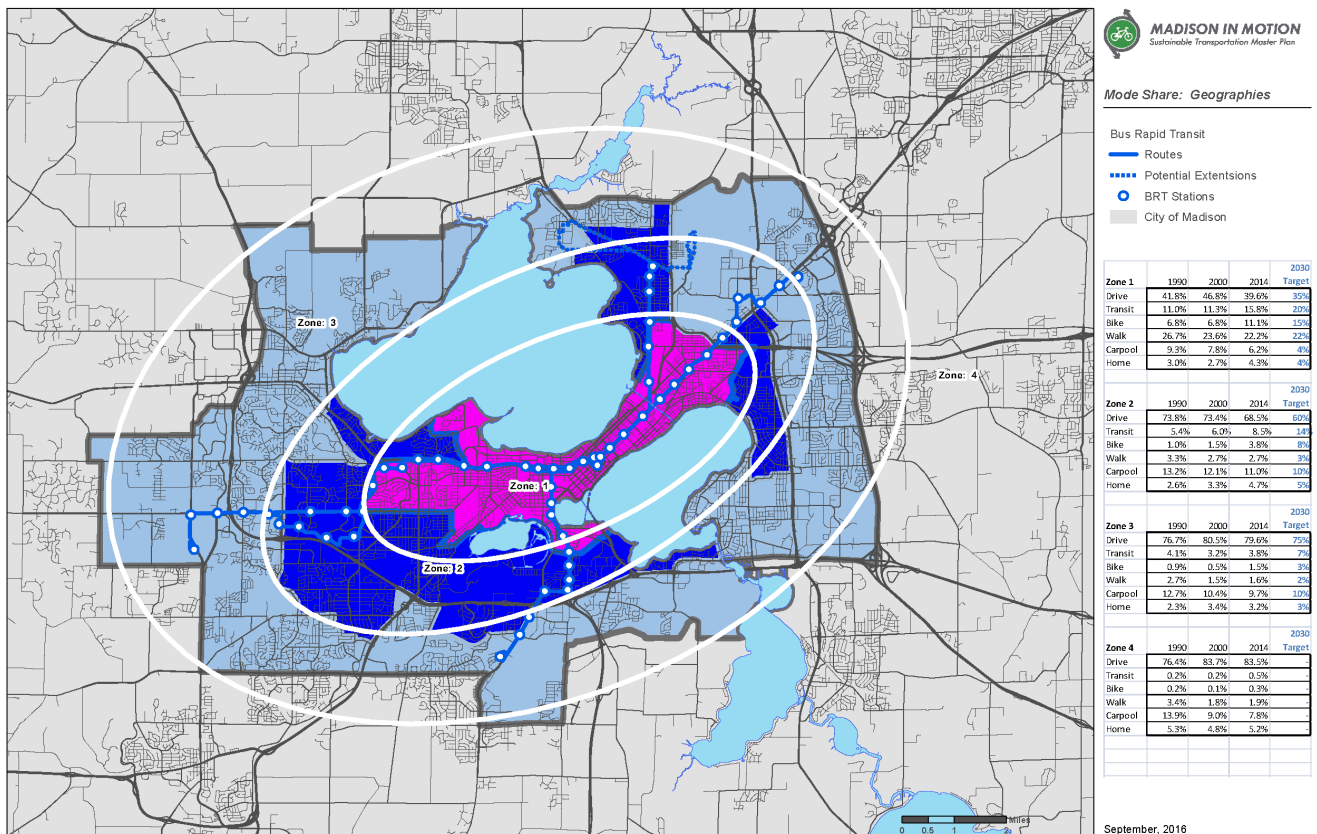 MADISON IN MOTION
Sustainable Transportation Master Plan
Mode Share: Geographies
Bus Rapid Transit
Routes
Potential Extensions
BRT Stations
City of Madison
Zone: 3
Zone: 4
Zone: 1
Zone: 2
2030
Zone 1 1990 2000 2014 Target
Drive 41.8% 46.8% 39.6% 35%
Transit 11.0% 11.3% 15.8% 20%
Bike 6.8% 6.8% 11.1% 15%
Walk 26.7% 23.6% 22.2% 22%
Carpool 9.3% 7.8% 6.2% 4%
Home 3.0% 2.7% 4.3% 4%
2030
Zone 2 1990 2000 2014 Target
Drive 73.8% 73.4% 68.5% 60%
Transit 5.4% 6.0% 8.5% 14%
Bike 1.0% 1.5% 3.8% 8%
Walk 3.3% 2.7% 2.7% 3%
Carpool 13.2% 12.1% 11.0% 10%
Home 2.6% 3.3% 4.7% 5%
2030
Zone 3 1990 2000 2014 Target
Drive 76.7% 80.5% 79.6% 75%
Transit 4.1% 3.2% 3.8% 7%
Bike 0.9% 0.5% 1.5% 3%
Walk 2.7% 1.5% 1.6% 2%
Carpool 12.7% 10.4% 9.7% 10%
Home 2.3% 3.4% 3.2% 3%
2030
Zone 4 1990 2000 2014 Target
Drive 76.4% 83.7% 83.5% -
Transit 0.2% 0.2% 0.5% -
Bike 0.2% 0.1% 0.3% -
Walk 3.4% 1.8% 1.9% -
Carpool 13.9% 9.0% 7.8% -
Home 5.3% 4.8% 5.2% -
Miles
0 0.5 1 2
September, 2016